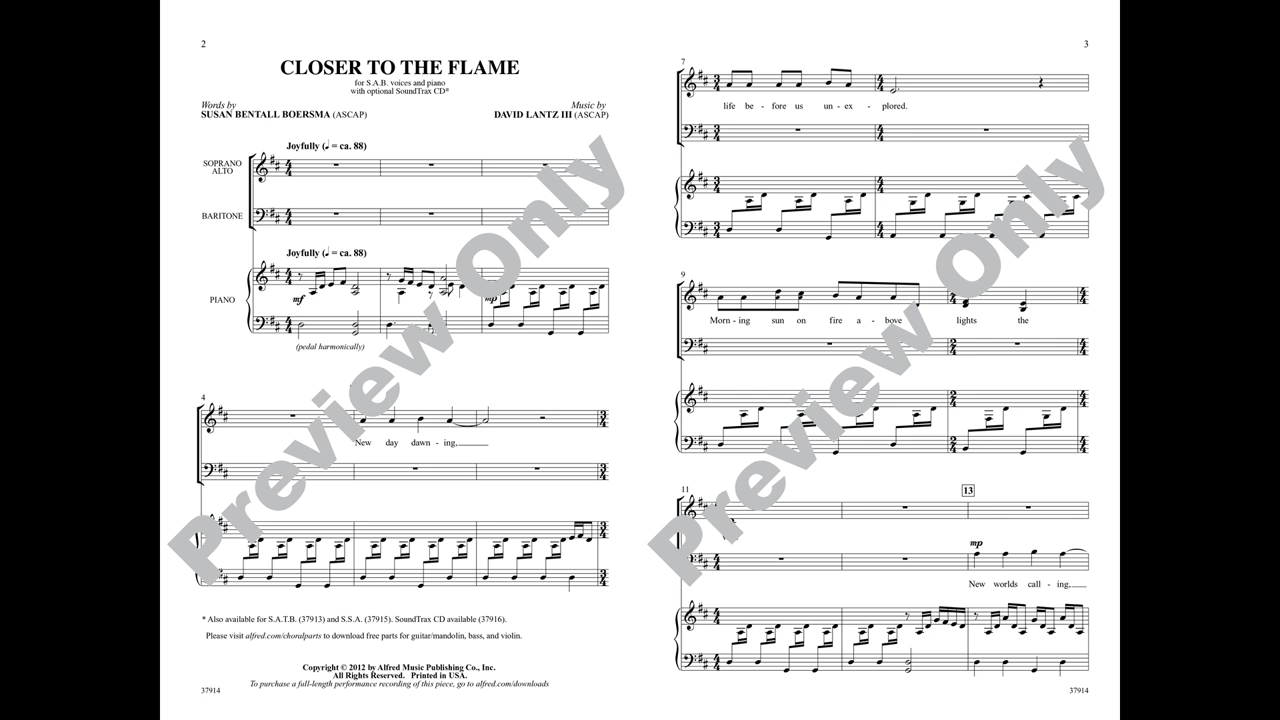 2
CLOSER TO THE FLAME
for S.A.B. voices and piano
with optional SoundTrax CD*
Words by
SUSAN BENTALL BOERSMA (ASCAP)
Music by
DAVID LANTZ III (ASCAP)
Joyfully (♩ = ca. 88)
SOPRANO
ALTO
BARITONE
Joyfully (♩ = ca. 88)
PIANO
mf
mp
(pedal harmonically)
4
New day dawn - ing,
* Also available for S.A.T.B. (37913) and S.S.A. (37915). SoundTrax CD available (37916).
Please visit alfred.com/choralparts to download free parts for guitar/mandolin, bass, and violin.
Copyright © 2012 by Alfred Music Publishing Co., Inc.
All Rights Reserved. Printed in USA.
To purchase a full-length performance recording of this piece, go to alfred.com/downloads
37914
Preview Only
3
7
life be - fore us un - ex - plored.
9
Morn - ing sun on fire a - bove lights the
11
13
mp
New worlds call - ing,
37914
Preview Only